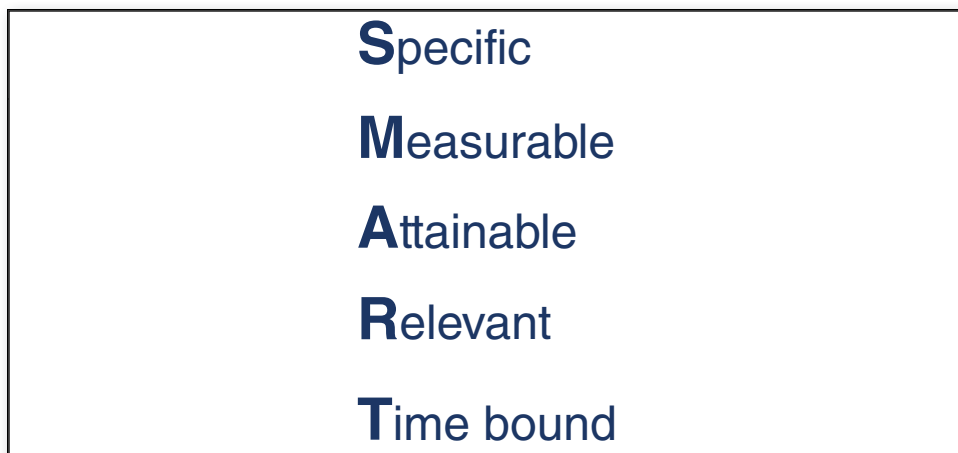 Specific
Measurable
Attainable
Relevant
Time bound